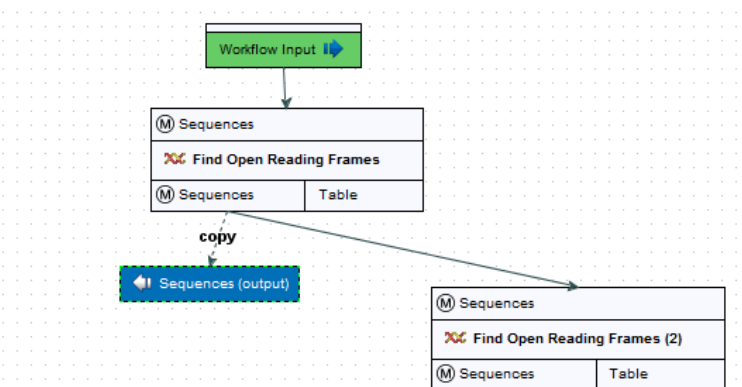 Workflow Input
M Sequences
Find Open Reading Frames
M Sequences Table
copy
Sequences (output)
M Sequences
Find Open Reading Frames (2)
M Sequences Table